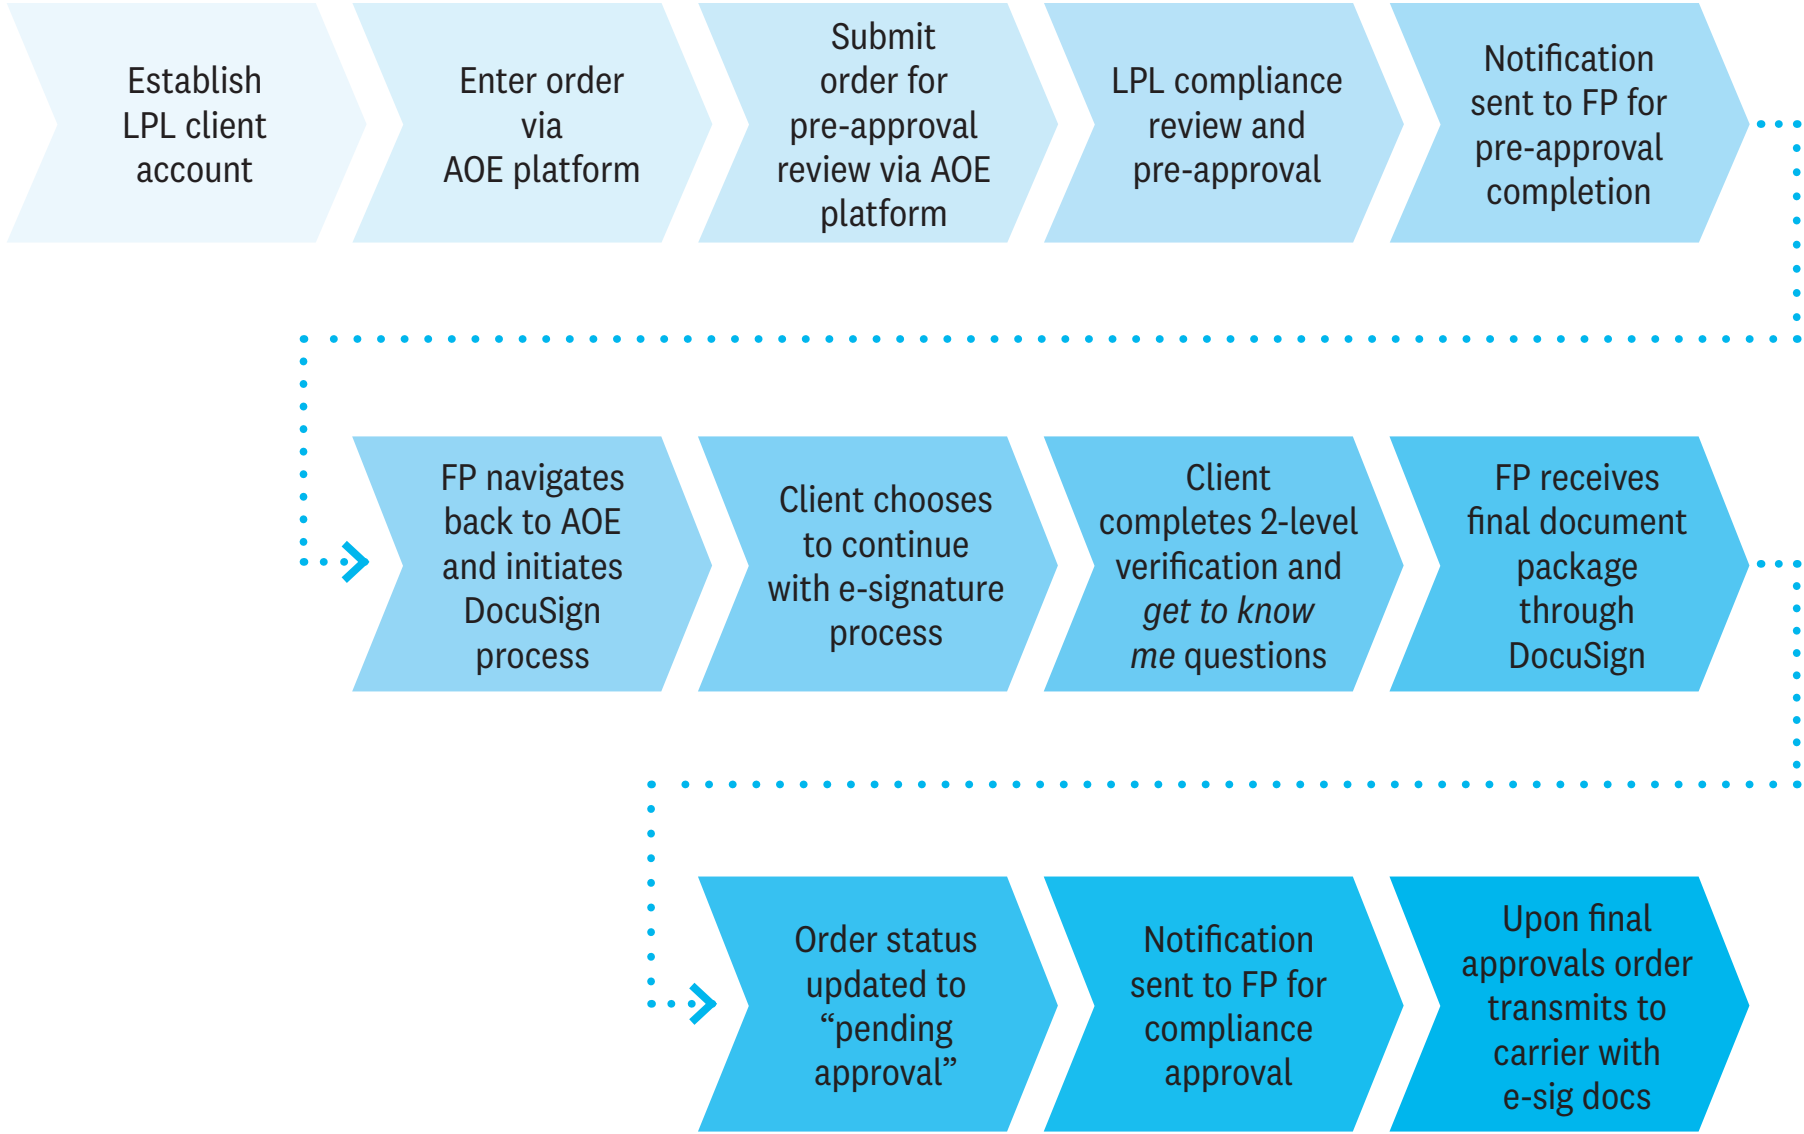 Establish
LPL client
account
Enter order
via
AOE platform
Submit
order for
pre-approval
review via AOE
platform
LPL compliance
review and
pre-approval
Notification
sent to FP for
pre-approval
completion
FP navigates
back to AOE
and initiates
DocuSign
process
Client chooses
to continue
with e-signature
process
Client
completes 2-level
verification and
get to know
me questions
FP receives
final document
package
through
DocuSign
Order status
updated to
“pending
approval”
Notification
sent to FP for
compliance
approval
Upon final
approvals order
transmits to
carrier with
e-sig docs